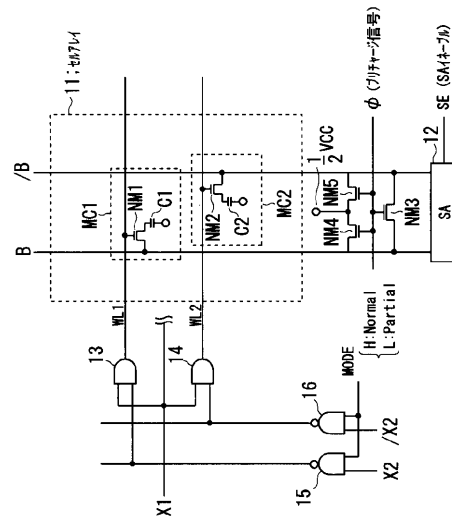 11；セルアレイ
B
/B
MC1
NM1
C1
WL1
13
NM2
C2
MC2
WL2
14
X1
1/2 VCC
NM4
NM5
NM3
φ (プリチャージ信号)
SE (SAイネーブル)
SA
12
MODE
H:Normal
L:Partial
16
/X2
15
X2